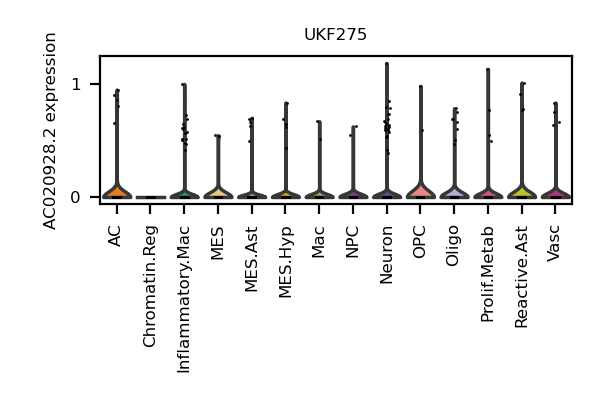 UKF275
AC020928.2 expression
1
0
AC
Chromatin.Reg
Inflammatory.Mac
MES
MES.Ast
MES.Hyp
Mac
NPC
Neuron
OPC
Oligo
Prolif.Metab
Reactive.Ast
Vasc